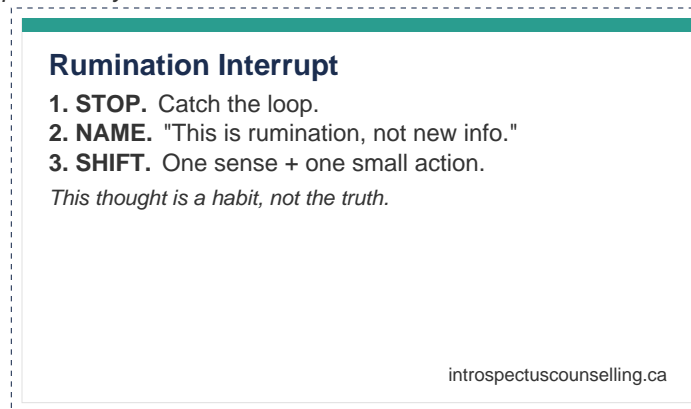 Rumination Interrupt
1. STOP. Catch the loop.
2. NAME. "This is rumination, not new info."
3. SHIFT. One sense + one small action.
This thought is a habit, not the truth.
introspectuscounselling.ca